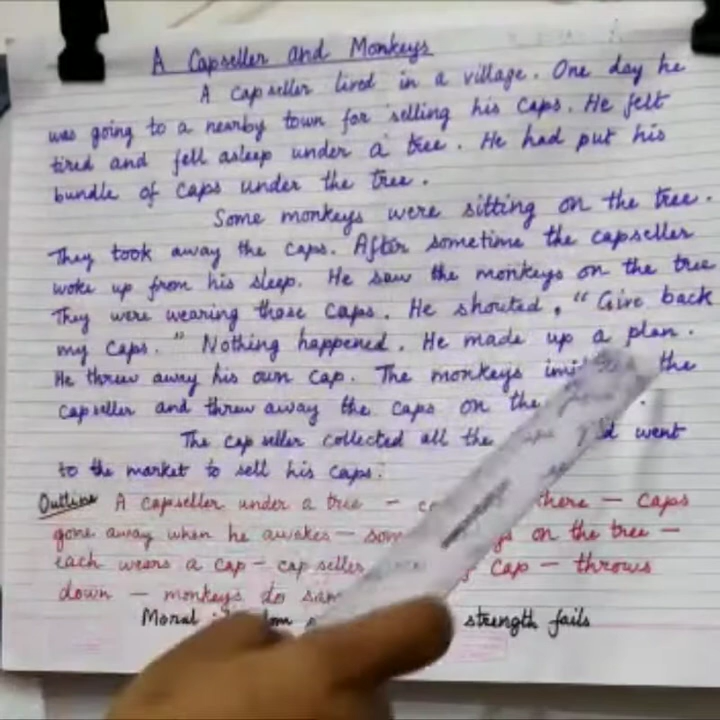 A Capseller and Monkeys
A capseller lived in a village. One day he
was going to a nearby town for selling his caps. He felt
tired and fell asleep under a tree. He had put his
bundle of caps under the tree.
Some monkeys were sitting on the tree.
They took away the caps. After sometime the capseller
woke up from his sleep. He saw the monkeys on the tree
They were wearing those caps. He shouted, "Give back
my caps." Nothing happened. He made up a plan.
He threw away his own cap. The monkeys the
capseller and threw away the caps on the
The cap seller collected all the went
to the market to sell his caps.
Outline A capseller under a tree - there - caps
gone away when he awakes - on the tree -
each wears a cap - cap seller cap - throws
down - monkeys do
Moral strength fails